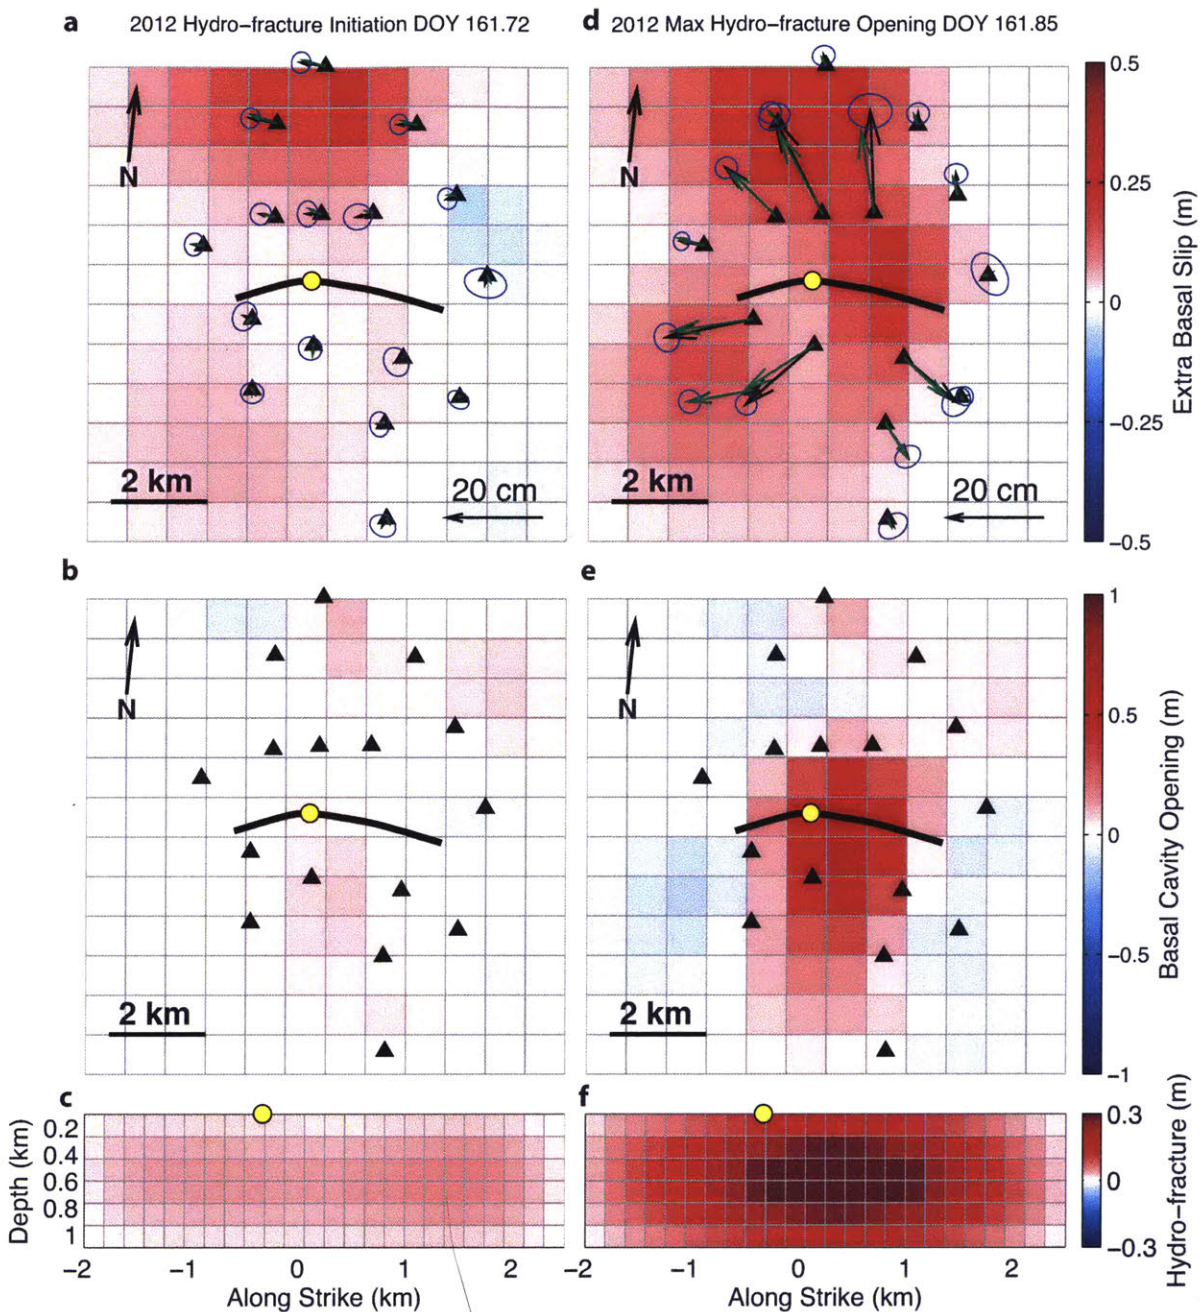 a 2012 Hydro-fracture Initiation DOY 161.72
d 2012 Max Hydro-fracture Opening DOY 161.85
N
2 km
20 cm
N
2 km
20 cm
0.5
0.25
0
-0.25
-0.5
Extra Basal Slip (m)
b
N
2 km
e
N
2 km
1
0.5
0
-0.5
-1
Basal Cavity Opening (m)
c
0.2
0.4
0.6
0.8
1
Depth (km)
-2 -1 0 1 2
Along Strike (km)
f
-2 -1 0 1 2
Along Strike (km)
0.3
0
-0.3
Hydro-fracture (m)